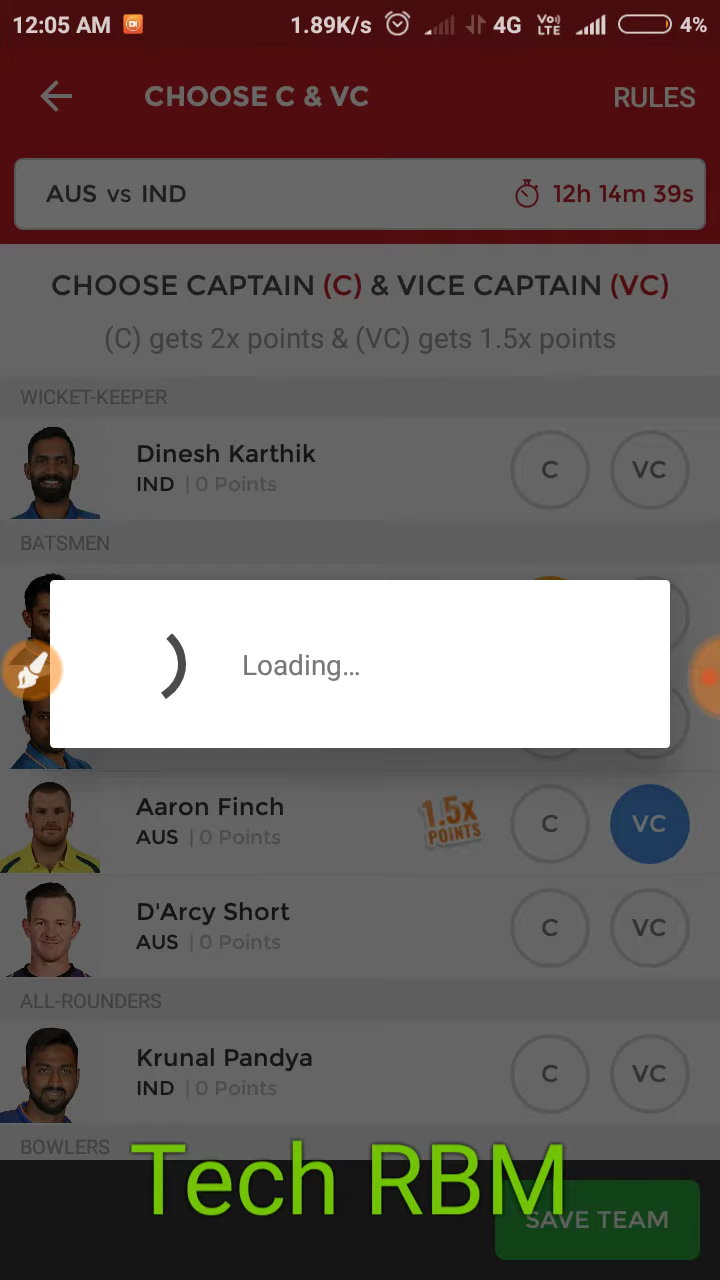 12:05 AM 1.89K/s 4G Vo) LTE 4%
CHOOSE C & VC RULES
AUS vs IND 12h 14m 39s
CHOOSE CAPTAIN (C) & VICE CAPTAIN (VC)
(C) gets 2x points & (VC) gets 1.5x points
WICKET-KEEPER
Dinesh Karthik
IND | 0 Points
C VC
BATSMEN
Loading...
Aaron Finch
AUS | 0 Points
1.5x POINTS
C VC
D'Arcy Short
AUS | 0 Points
C VC
ALL-ROUNDERS
Krunal Pandya
IND | 0 Points
C VC
BOWLERS
Tech RBM
SAVE TEAM